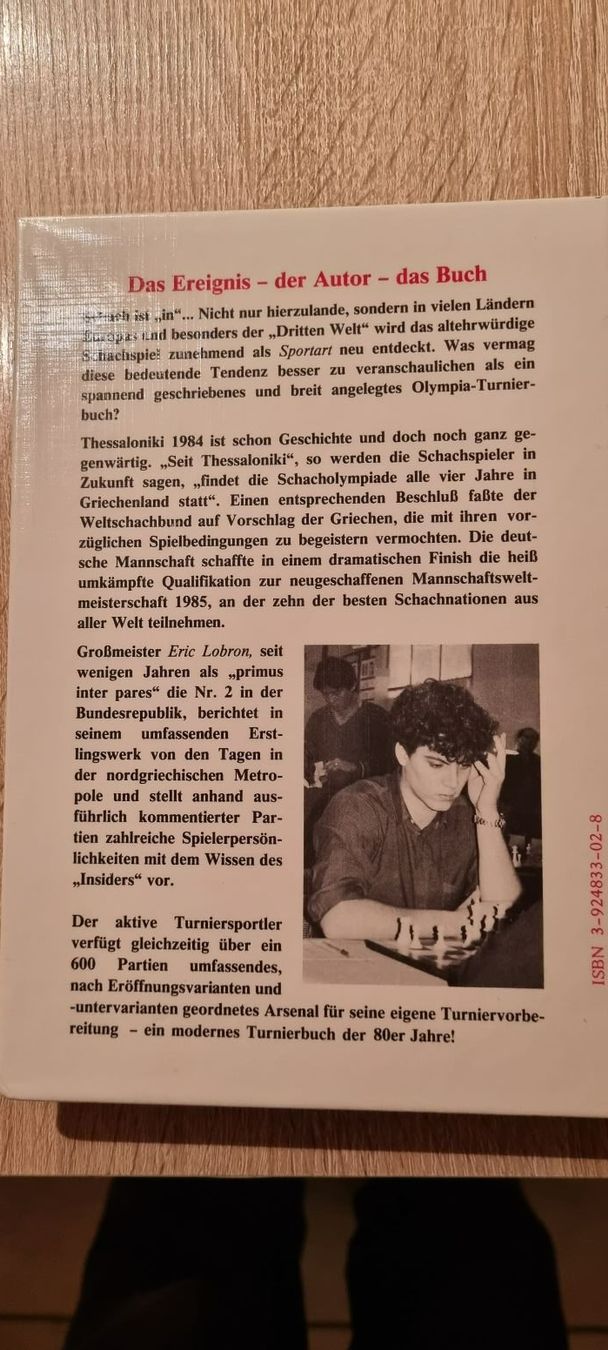 Das Ereignis – der Autor – das Buch
Schach ist „in“... Nicht nur hierzulande, sondern in vielen Ländern
Europas und besonders der „Dritten Welt“ wird das altehrwürdige
Schachspiel zunehmend als Sportart neu entdeckt. Was vermag
diese bedeutende Tendenz besser zu veranschaulichen als ein
spannend geschriebenes und breit angelegtes Olympia-Turnier-
buch?
Thessaloniki 1984 ist schon Geschichte und doch noch ganz ge-
genwärtig. „Seit Thessaloniki“, so werden die Schachspieler in
Zukunft sagen, „findet die Schacholympiade alle vier Jahre in
Griechenland statt“. Einen entsprechenden Beschluß faßte der
Weltschachbund auf Vorschlag der Griechen, die mit ihren vor-
züglichen Spielbedingungen zu begeistern vermochten. Die deut-
sche Mannschaft schaffte in einem dramatischen Finish die heiß
umkämpfte Qualifikation zur neugeschaffenen Mannschaftswelt-
meisterschaft 1985, an der zehn der besten Schachnationen aus
aller Welt teilnehmen.
Großmeister Eric Lobron, seit
wenigen Jahren als „primus
inter pares“ die Nr. 2 in der
Bundesrepublik, berichtet in
seinem umfassenden Erst-
lingswerk von den Tagen in
der nordgriechischen Metro-
pole und stellt anhand aus-
führlich kommentierter Par-
tien zahlreiche Spielerpersön-
lichkeiten mit dem Wissen des
„Insiders“ vor.
Der aktive Turniersportler
verfügt gleichzeitig über ein
600 Partien umfassendes,
nach Eröffnungsvarianten und
-untervarianten geordnetes Arsenal für seine eigene Turniervorbe-
reitung – ein modernes Turnierbuch der 80er Jahre!
ISBN 3-924833-02-8